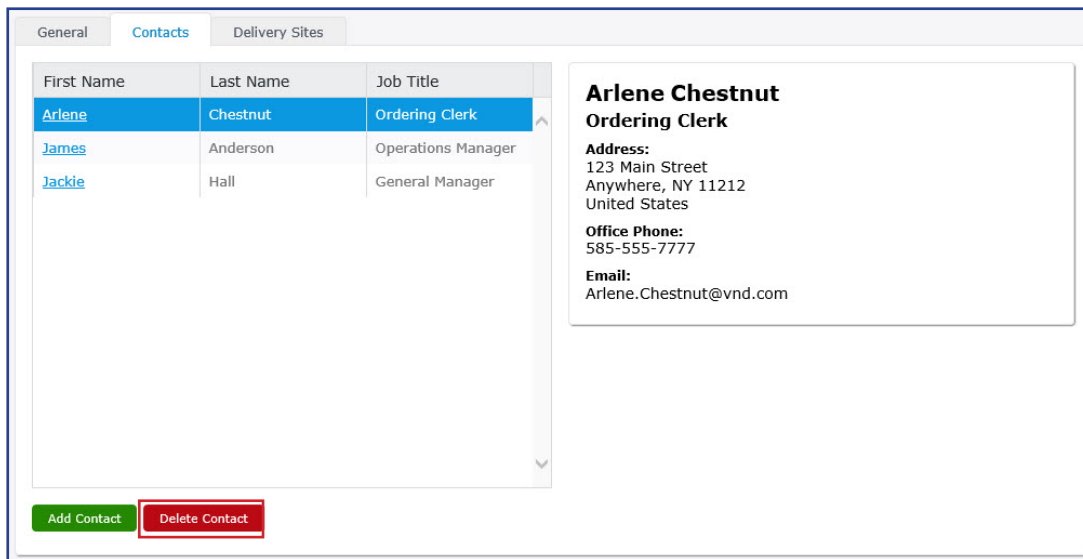 General Contacts Delivery Sites
First Name Last Name Job Title
Arlene Chestnut Ordering Clerk
James Anderson Operations Manager
Jackie Hall General Manager
Add Contact Delete Contact
Arlene Chestnut
Ordering Clerk
Address:
123 Main Street
Anywhere, NY 11212
United States
Office Phone:
585-555-7777
Email:
Arlene.Chestnut@vnd.com